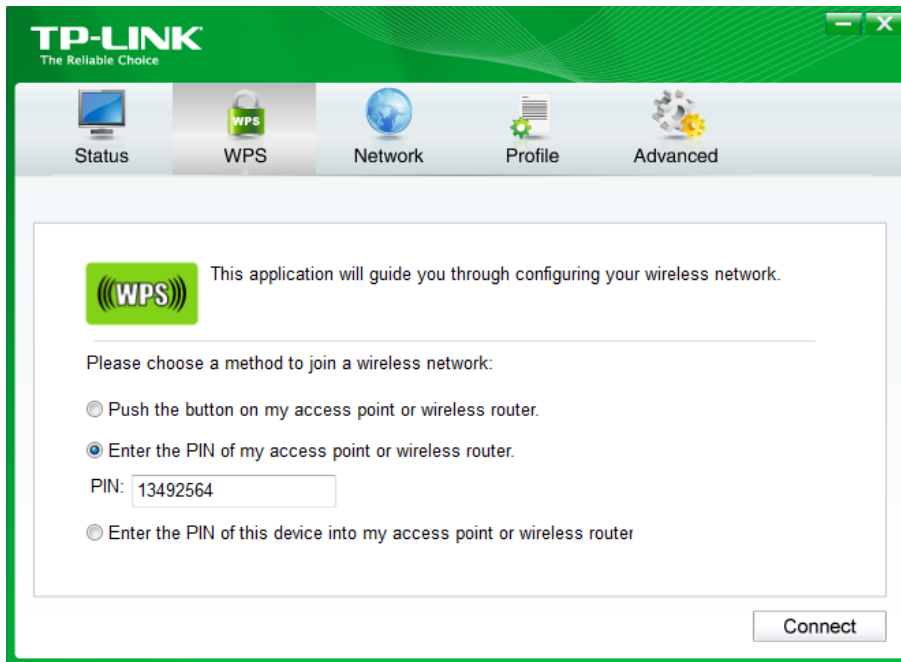 TP-LINK
The Reliable Choice
Status
WPS
WPS
Network
Profile
Advanced
(((WPS)))
This application will guide you through configuring your wireless network.
Please choose a method to join a wireless network:
Push the button on my access point or wireless router.
Enter the PIN of my access point or wireless router.
PIN: 13492564
Enter the PIN of this device into my access point or wireless router
Connect